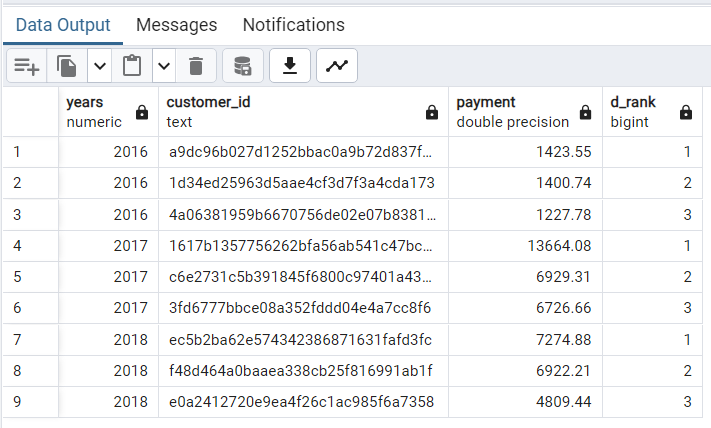 Data Output Messages Notifications
years customer_id payment d_rank
numeric text double precision bigint
1 2016 a9dc96b027d1252bbac0a9b72d837f... 1423.55 1
2 2016 1d34ed25963d5aae4cf3d7f3a4cda173 1400.74 2
3 2016 4a06381959b6670756de02e07b8381... 1227.78 3
4 2017 1617b1357756262bfa56ab541c47bc... 13664.08 1
5 2017 c6e2731c5b391845f6800c97401a43... 6929.31 2
6 2017 3fd6777bbce08a352fddd04e4a7cc8f6 6726.66 3
7 2018 ec5b2ba62e574342386871631fafd3fc 7274.88 1
8 2018 f48d464a0baaea338cb25f816991ab1f 6922.21 2
9 2018 e0a2412720e9ea4f26c1ac985f6a7358 4809.44 3